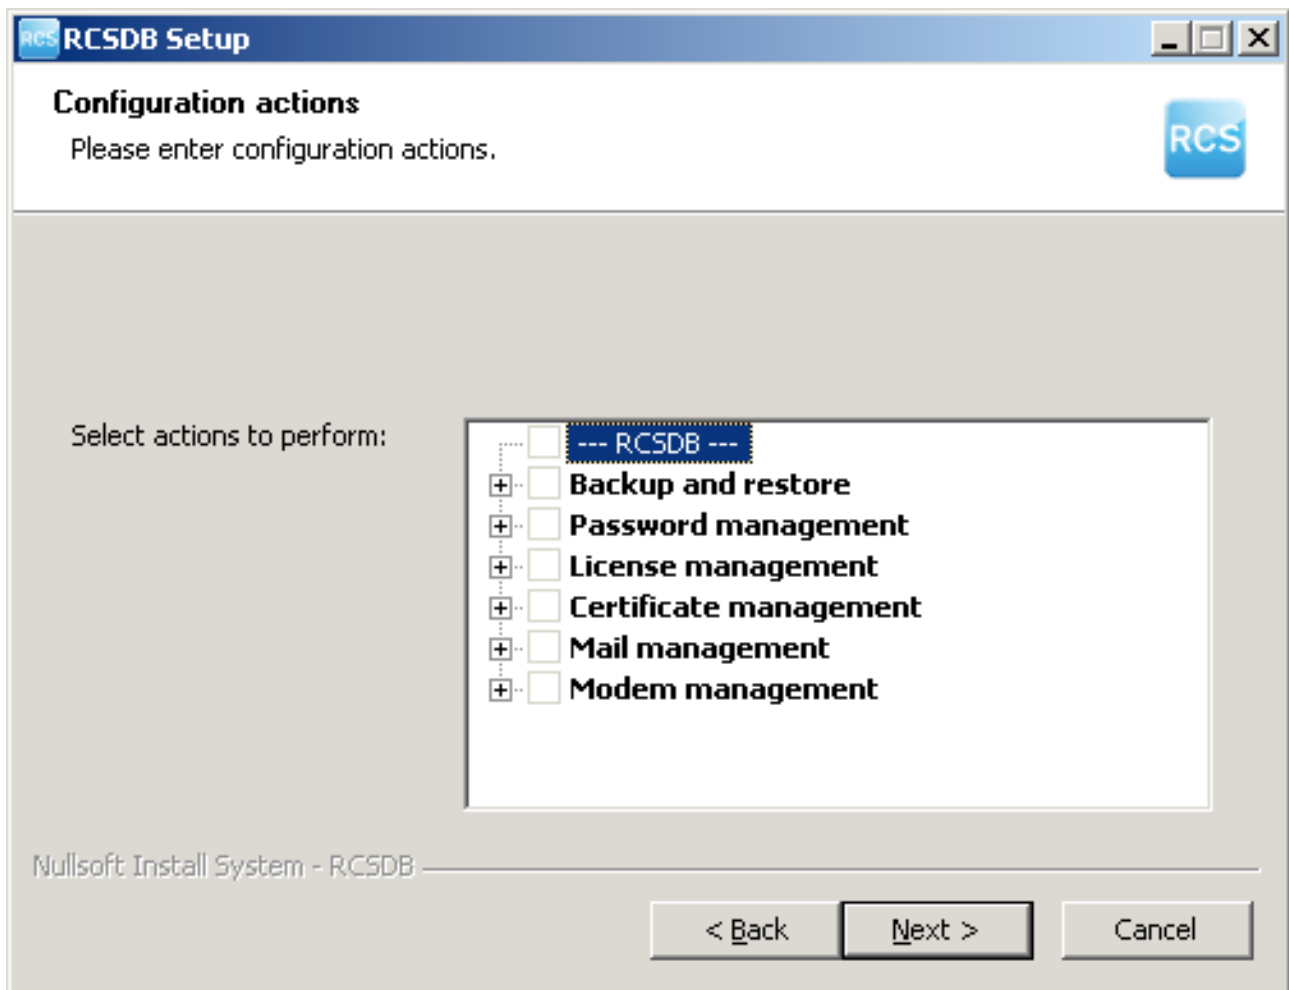 RCS RCSDB Setup
Configuration actions
Please enter configuration actions.
RCS
Select actions to perform:
--- RCSDB ---
Backup and restore
Password management
License management
Certificate management
Mail management
Modem management
Nullsoft Install System - RCSDB
< Back Next > Cancel